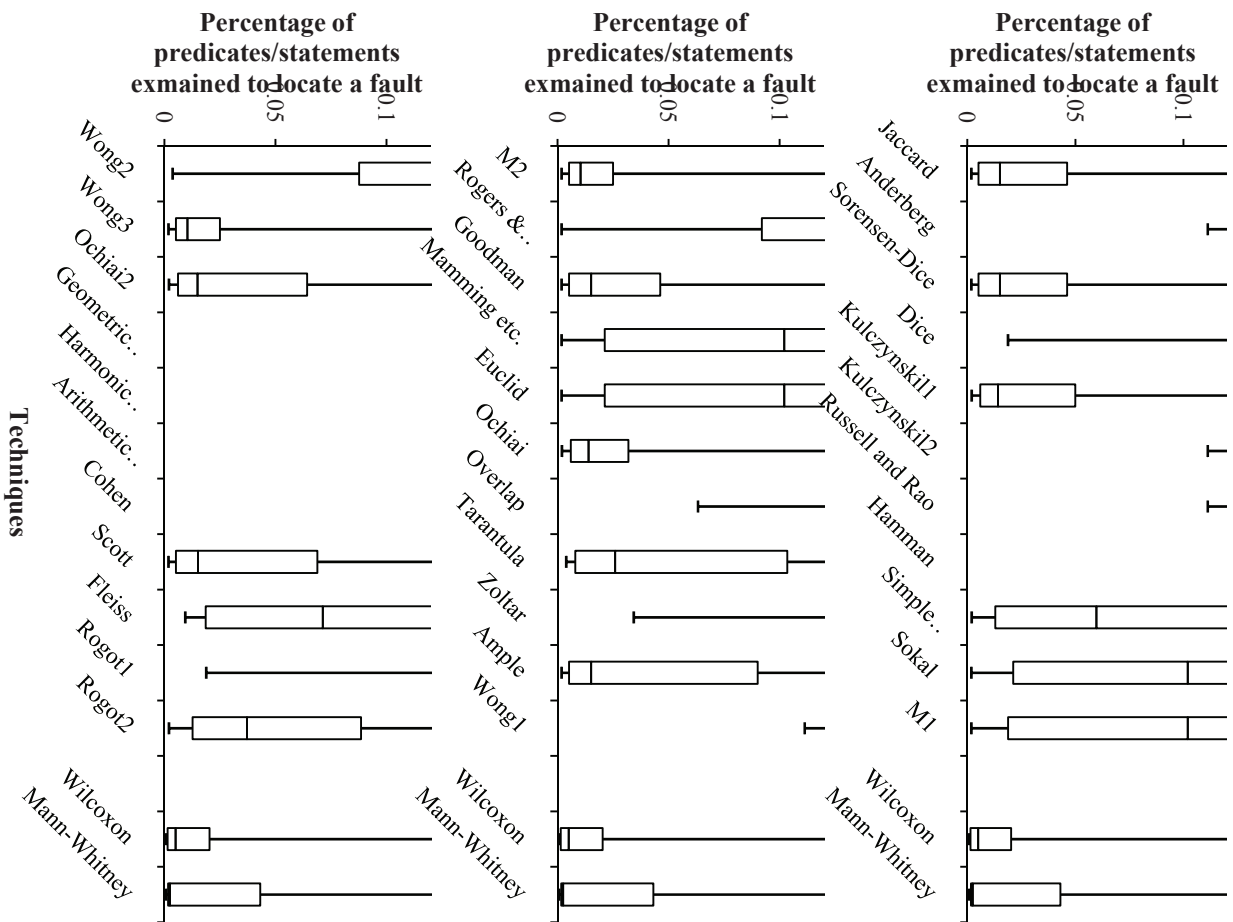 Percentage of
predicates/statements
exmained to locate a fault
0
0.05
0.1
Jaccard
Anderberg
Sorensen-Dice
Dice
Kulczynskil1
Kulczynskil2
Russell and Rao
Hamman
Simple..
Sokal
M1
Wilcoxon
Mann-Whitney
Percentage of
predicates/statements
exmained to locate a fault
0
0.05
0.1
M2
Rogers &..
Goodman
Mamming etc.
Euclid
Ochiai
Overlap
Tarantula
Zoltar
Ample
Wong1
Wilcoxon
Mann-Whitney
Percentage of
predicates/statements
exmained to locate a fault
0
0.05
0.1
Wong2
Wong3
Ochiai2
Geometric..
Harmonic..
Arithmetic..
Cohen
Scott
Fleiss
Rogot1
Rogot2
Wilcoxon
Mann-Whitney
Techniques